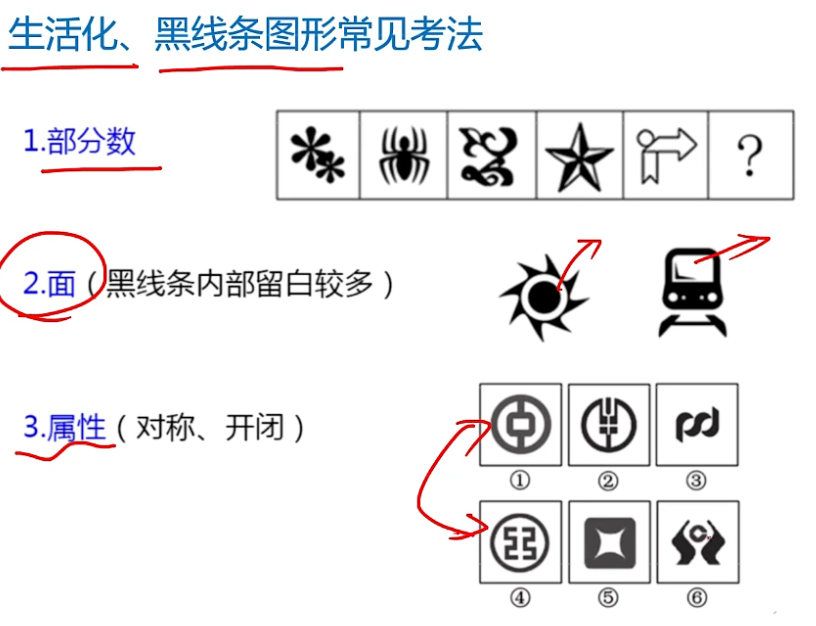 生活化、黑线条图形常见考法
1.部分数
?
2.面（黑线条内部留白较多）
3.属性（对称、开闭）
① ② ③
④ ⑤ ⑥